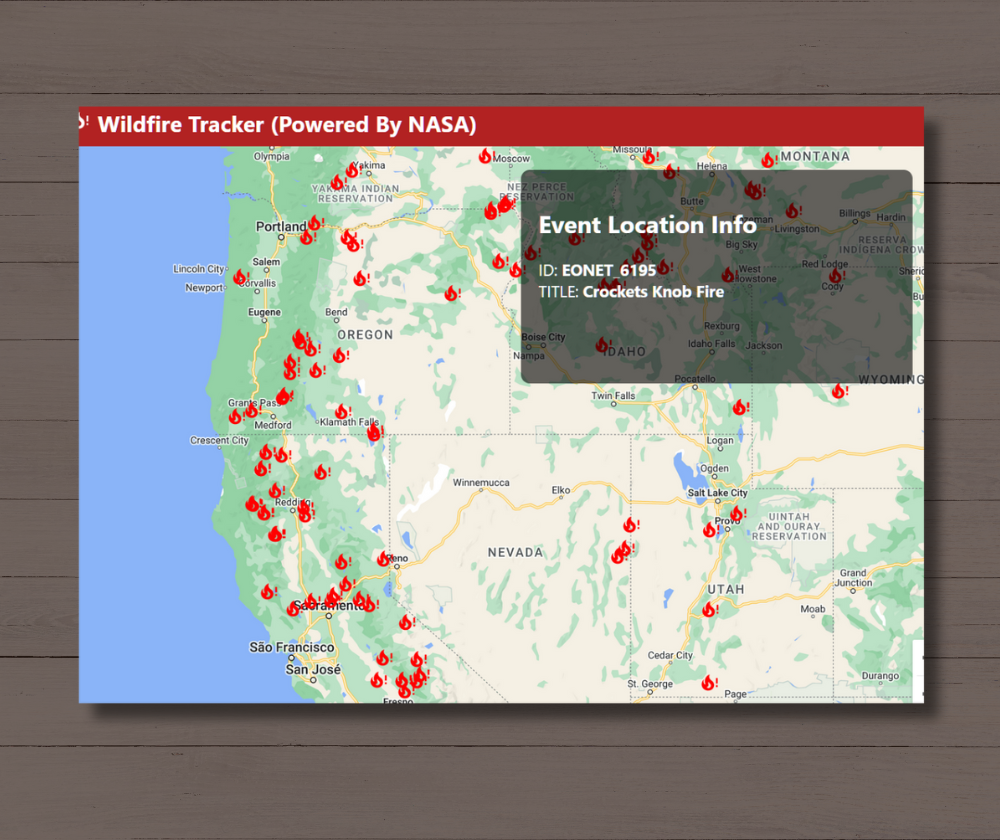 Wildfire Tracker (Powered By NASA)
Olympia
Yakima
YAKAMA INDIAN
RESERVATION
Moscow
NEZ PERCE
RESERVATION
Missoula
Helena
MONTANA
Portland
Salem
Lincoln City
Newport
Corvallis
Eugene
Bend
OREGON
Butte
Bozeman
Livingston
Billings
Hardin
Big Sky
RESERVA
INDÍGENA CROW
Event Location Info
ID: EONET_6195
TITLE: Crockets Knob Fire
West
Yellowstone
Red Lodge
Cody
Sheric
Bu
Rexburg
Boise City
Nampa
IDAHO
Idaho Falls
Jackson
Pocatello
WYOMING
Twin Falls
Grants Pass
Medford
Klamath Falls
Crescent City
Redding
Winnemucca
Elko
Logan
Ogden
Salt Lake City
Provo
UINTAH
AND OURAY
RESERVATION
Reno
NEVADA
Grand
Junction
UTAH
Moab
Sacramento
São Francisco
San José
Fresno
Cedar City
St. George
Page
Durango